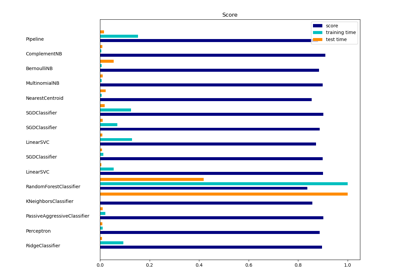 Score
score
training time
test time
Pipeline
ComplementNB
BernoulliNB
MultinomialNB
NearestCentroid
SGDClassifier
SGDClassifier
LinearSVC
SGDClassifier
LinearSVC
RandomForestClassifier
KNeighborsClassifier
PassiveAggressiveClassifier
Perceptron
RidgeClassifier
0.0 0.2 0.4 0.6 0.8 1.0